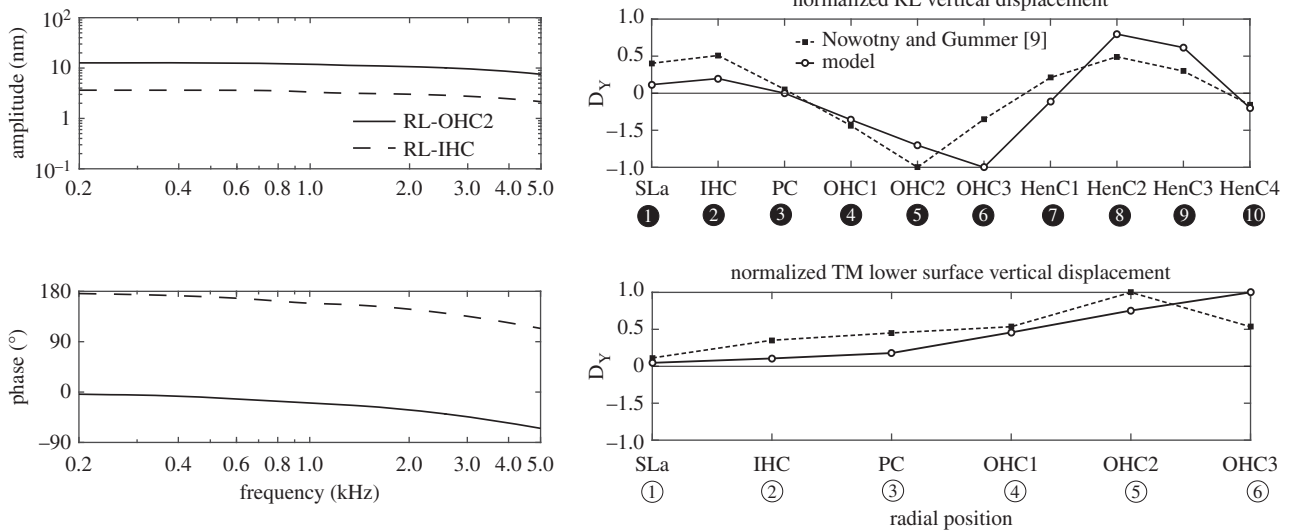 10²
10
1
10⁻¹
amplitude (nm)
RL-OHC2
RL-IHC
0.2 0.4 0.6 0.8 1.0 2.0 3.0 4.0 5.0
180
90
0
–90
phase (°)
0.2 0.4 0.6 0.8 1.0 2.0 3.0 4.0 5.0
frequency (kHz)
normalized RL vertical displacement
1.0
0.5
0
–1.5
–1.0
D_Y
Nowotny and Gummer [9]
model
SLa IHC PC OHC1 OHC2 OHC3 HenC1 HenC2 HenC3 HenC4
1 2 3 4 5 6 7 8 9 10
normalized TM lower surface vertical displacement
1.0
0.5
0
–1.5
–1.0
D_Y
SLa IHC PC OHC1 OHC2 OHC3
1 2 3 4 5 6
radial position